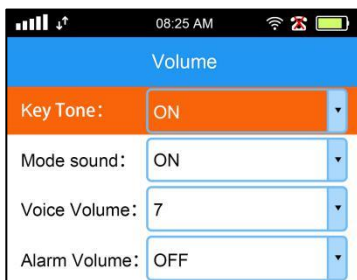 08:25 AM
Volume
Key Tone: ON
Mode sound: ON
Voice Volume: 7
Alarm Volume: OFF